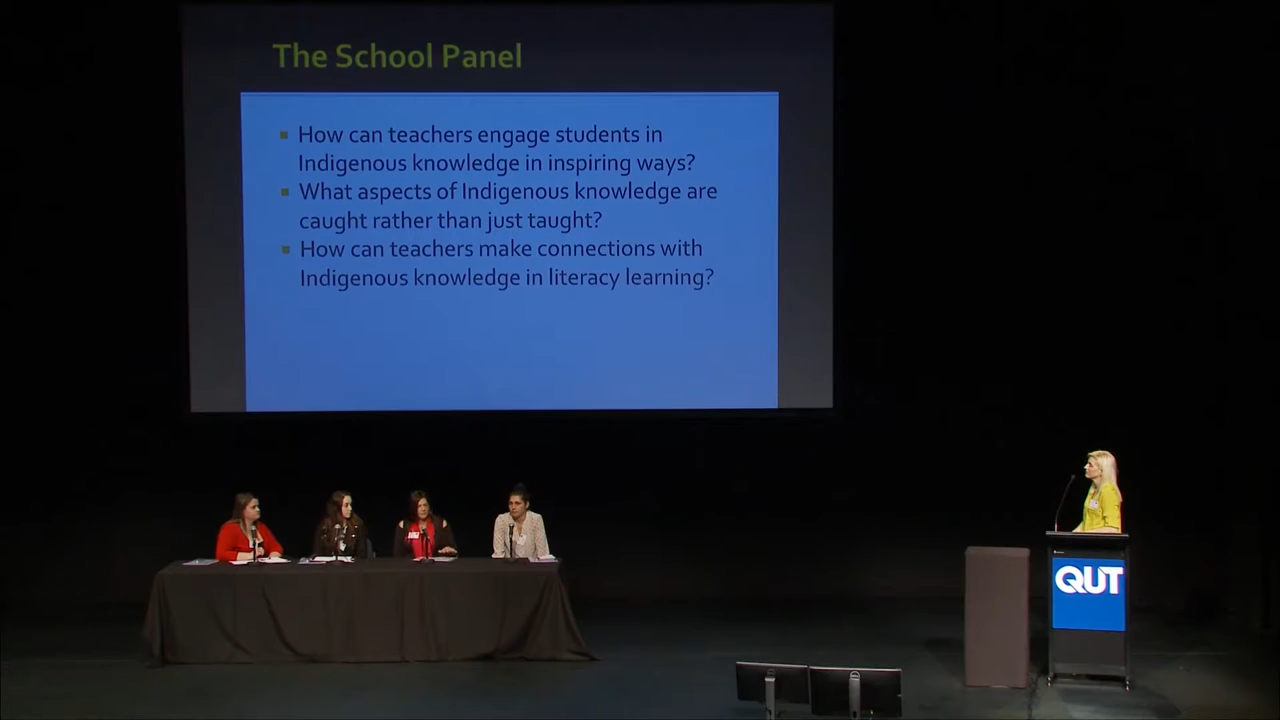 The School Panel
▪ How can teachers engage students in
Indigenous knowledge in inspiring ways?
▪ What aspects of Indigenous knowledge are
caught rather than just taught?
▪ How can teachers make connections with
Indigenous knowledge in literacy learning?
QUT